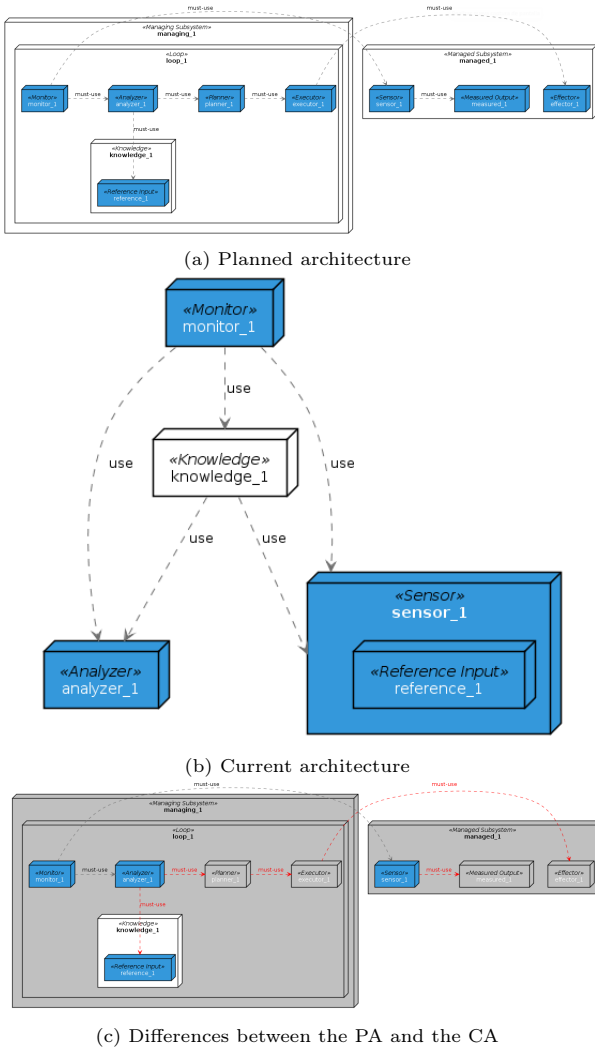 must-use
must-use
«Managing Subsystem»
managing_1
«Loop»
loop_1
«Managed Subsystem»
managed_1
«Monitor»
monitor_1
must-use
«Analyzer»
analyzer_1
must-use
«Planner»
planner_1
must-use
«Executor»
executor_1
«Sensor»
sensor_1
must-use
«Measured Output»
measured_1
«Effector»
effector_1
must-use
«Knowledge»
knowledge_1
«Reference Input»
reference_1
(a) Planned architecture
«Monitor»
monitor_1
use
«Knowledge»
knowledge_1
use
use
use
use
«Sensor»
sensor_1
«Analyzer»
analyzer_1
«Reference Input»
reference_1
(b) Current architecture
must-use
must-use
«Managing Subsystem»
managing_1
«Loop»
loop_1
«Managed Subsystem»
managed_1
«Monitor»
monitor_1
must-use
«Analyzer»
analyzer_1
must-use
«Planner»
planner_1
must-use
«Executor»
executor_1
«Sensor»
sensor_1
must-use
«Measured Output»
measured_1
«Effector»
effector_1
must-use
«Knowledge»
knowledge_1
«Reference Input»
reference_1
(c) Differences between the PA and the CA